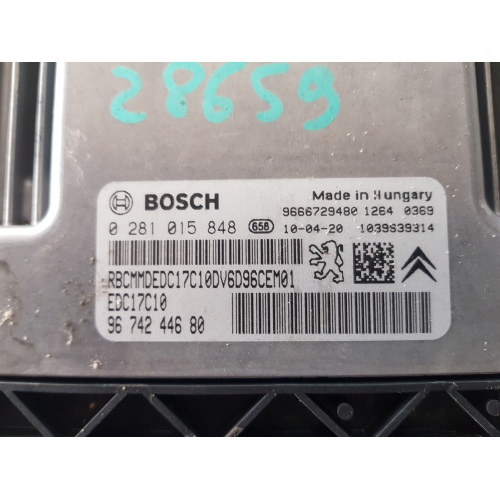 28659
BOSCH
Made in Hungary
0 281 015 848 658
9666729480 1264 0369
10-04-20 1039S39314
RBCMMDEDC17C10DV6D96CEM01
EDC17C10
96 742 446 80